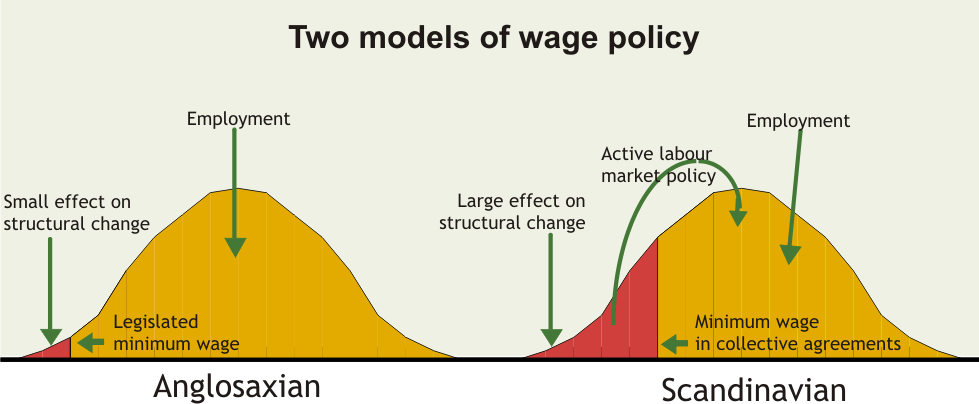 Two models of wage policy
Employment
Small effect on
structural change
Legislated
minimum wage
Anglosaxian
Employment
Active labour
market policy
Large effect on
structural change
Minimum wage
in collective agreements
Scandinavian